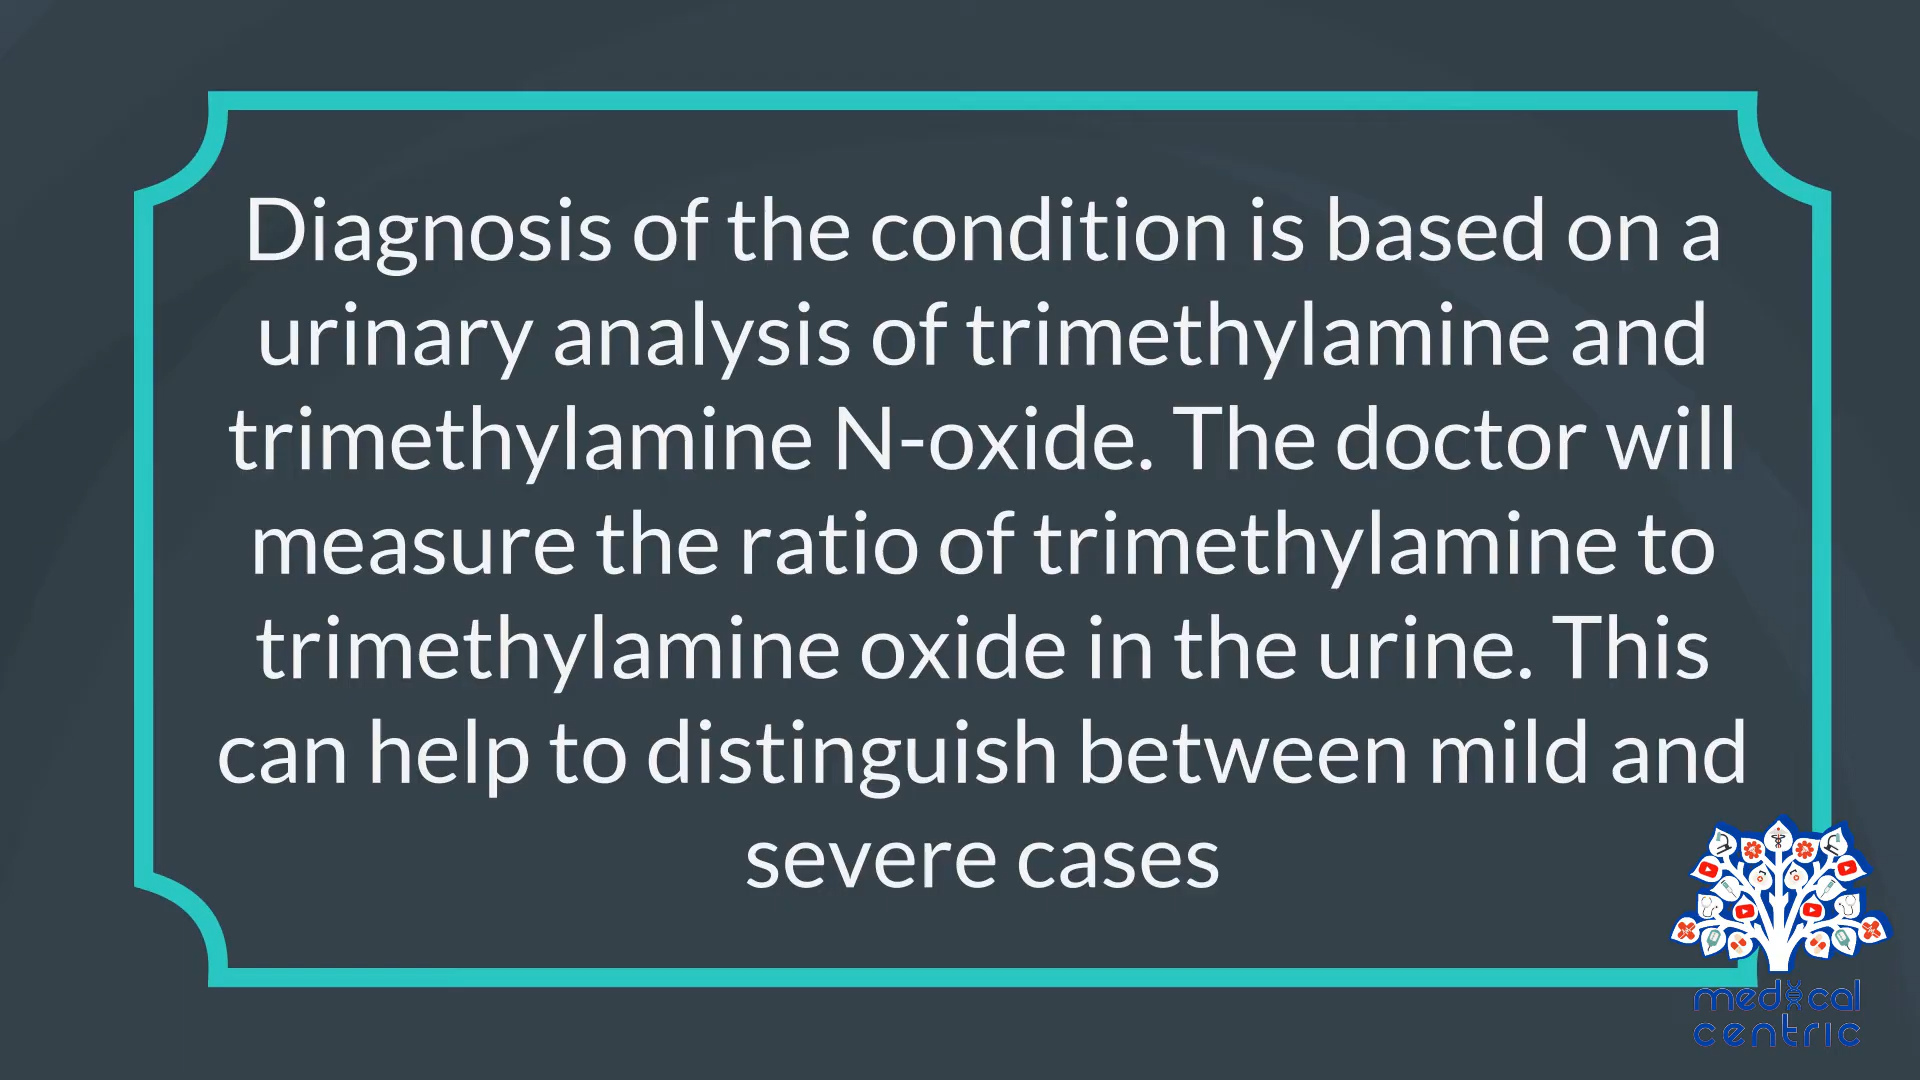 Diagnosis of the condition is based on a
urinary analysis of trimethylamine and
trimethylamine N-oxide. The doctor will
measure the ratio of trimethylamine to
trimethylamine oxide in the urine. This
can help to distinguish between mild and
severe cases
medical
centric